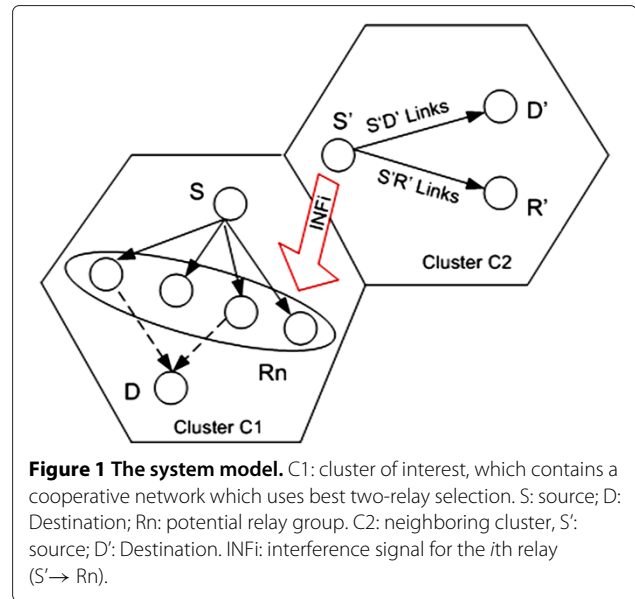 S'
S'D' Links
D'
S'R' Links
R'
S
INFi
Cluster C2
Rn
D
Cluster C1
Figure 1 The system model. C1: cluster of interest, which contains a
cooperative network which uses best two-relay selection. S: source; D:
Destination; Rn: potential relay group. C2: neighboring cluster, S':
source; D': Destination. INFi: interference signal for the ith relay
(S'→ Rn).